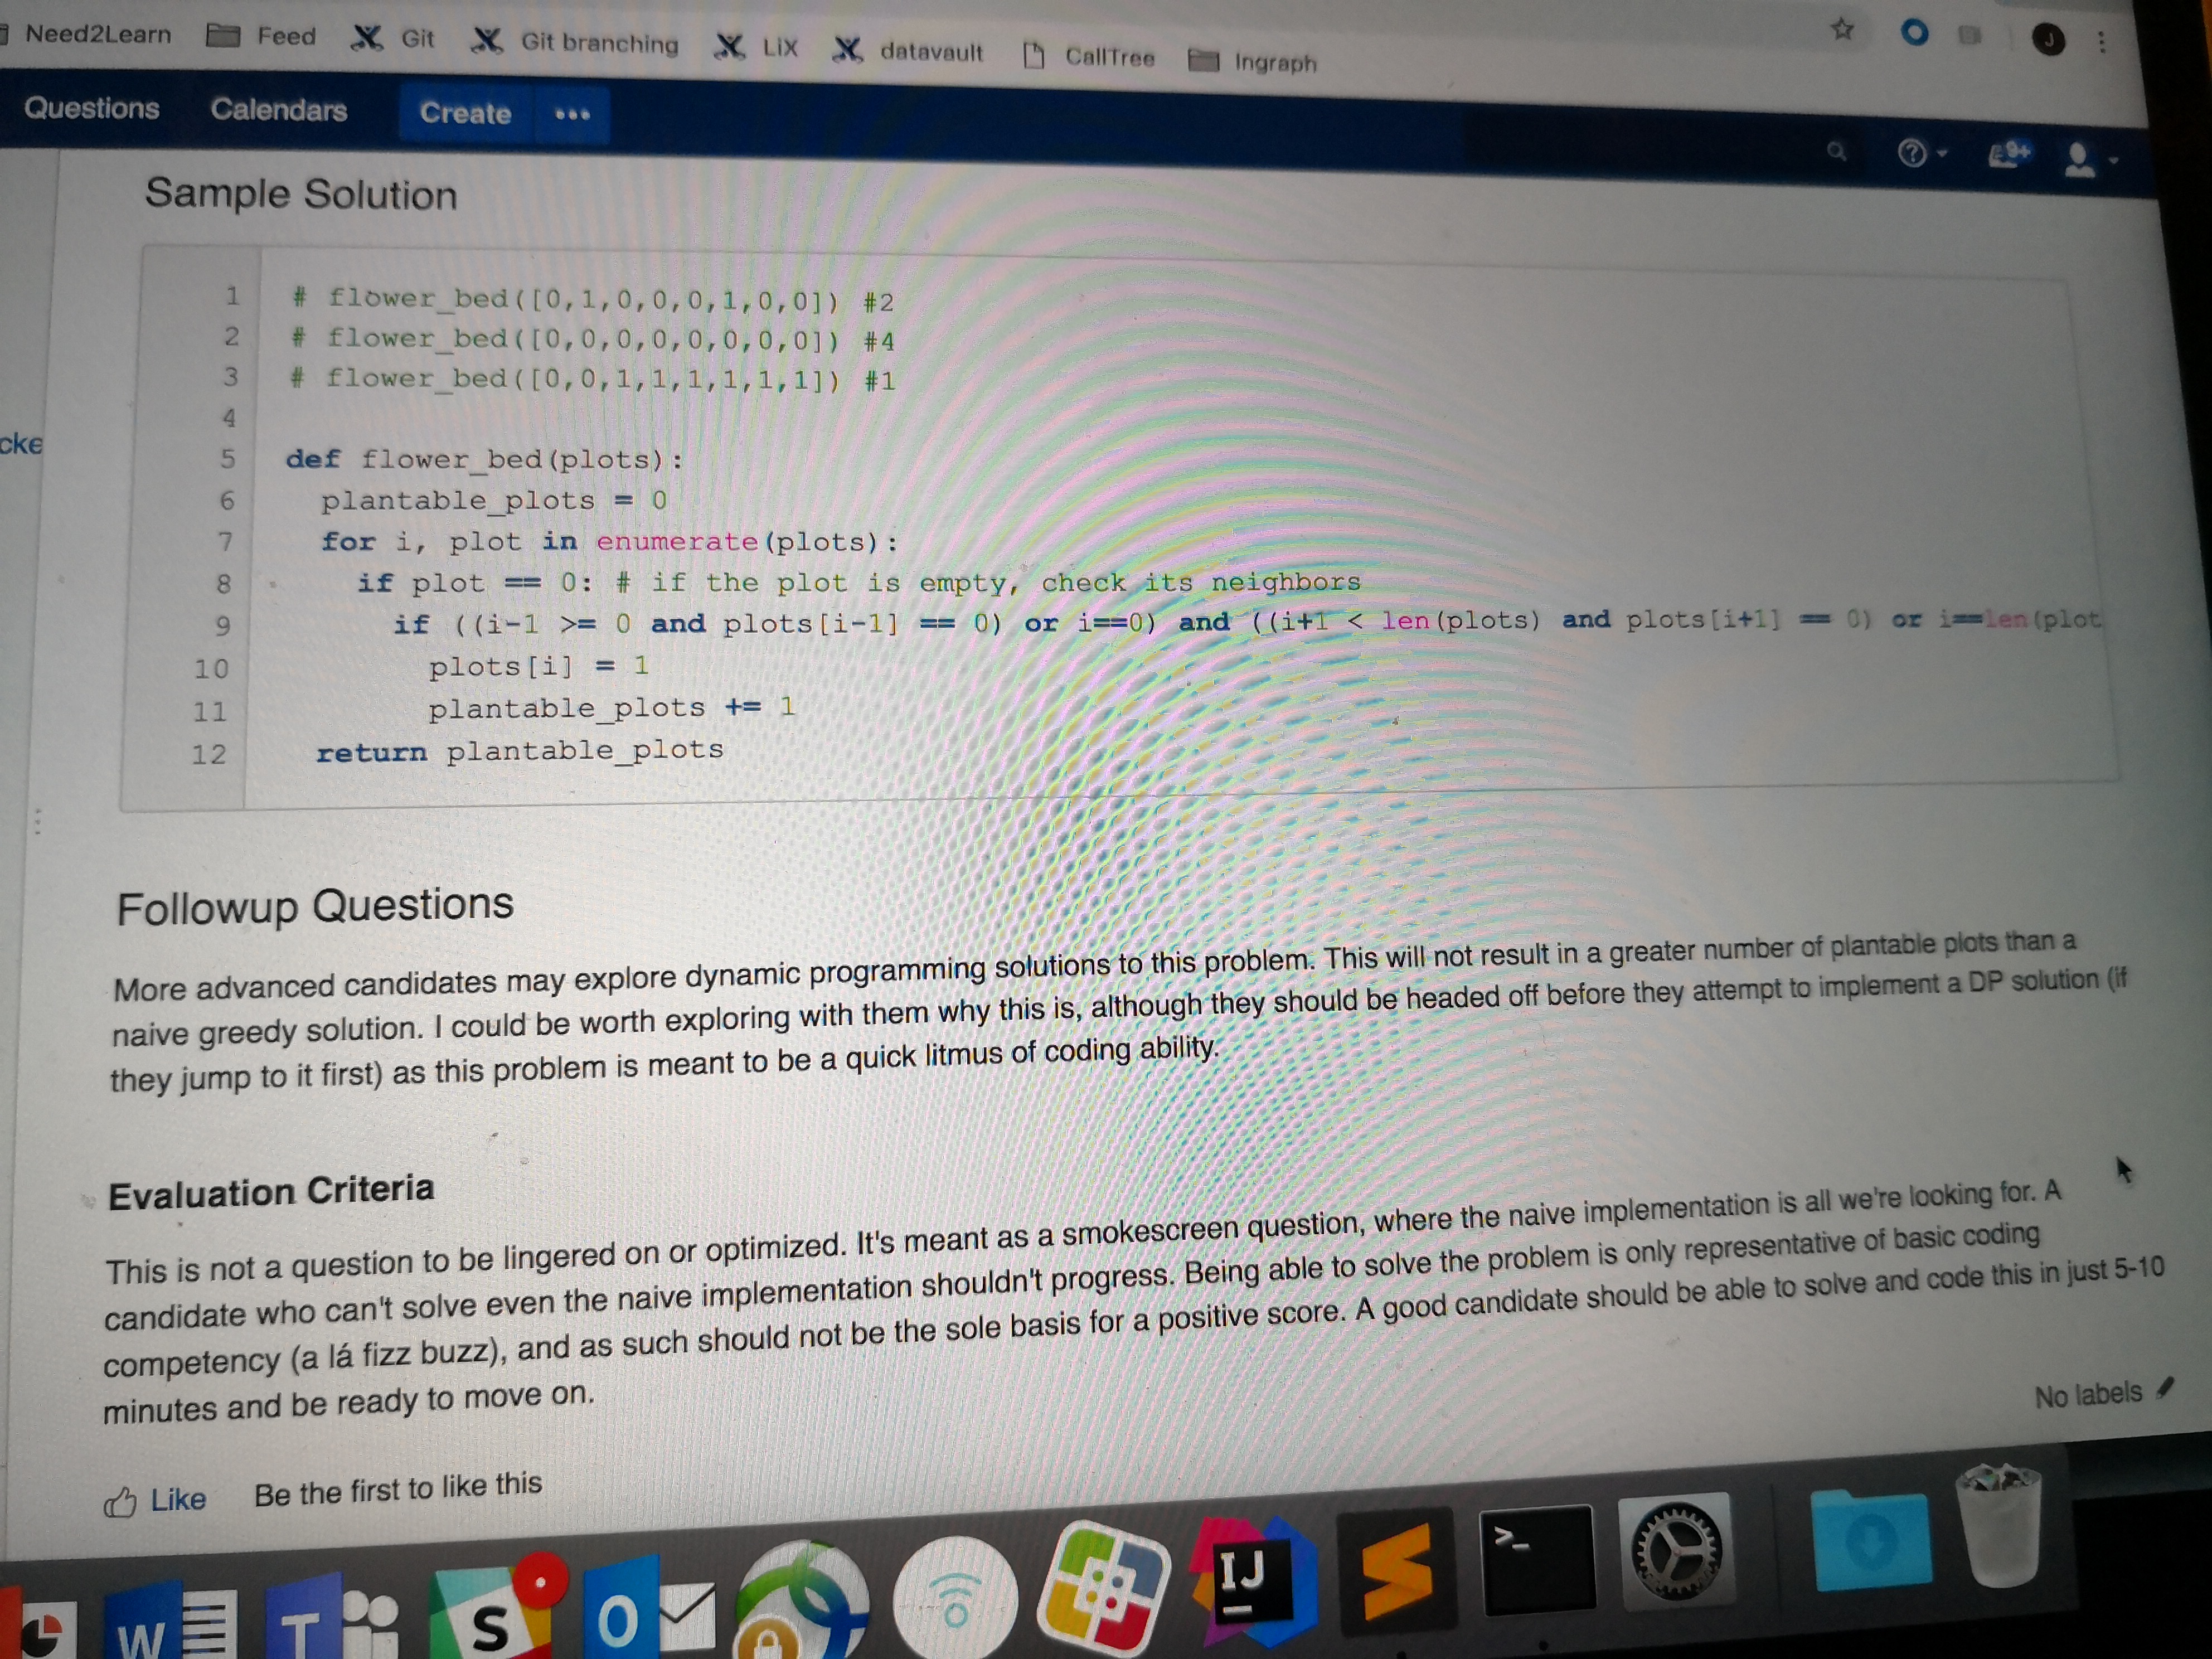 Need2Learn Feed Git Git branching LiX datavault CallTree Ingraph J
Questions Calendars Create •••
9+
Sample Solution
cke
1 # flower_bed([0,1,0,0,0,1,0,0]) #2
2 # flower_bed([0,0,0,0,0,0,0,0]) #4
3 # flower_bed([0,0,1,1,1,1,1,1]) #1
4
5 def flower_bed(plots):
6 plantable_plots = 0
7 for i, plot in enumerate(plots):
8 if plot == 0: # if the plot is empty, check its neighbors
9 if ((i-1 >= 0 and plots[i-1] == 0) or i==0) and ((i+1 < len(plots) and plots[i+1] == 0) or i==len(plot
10 plots[i] = 1
11 plantable_plots += 1
12 return plantable_plots
Followup Questions
More advanced candidates may explore dynamic programming solutions to this problem. This will not result in a greater number of plantable plots than a
naive greedy solution. I could be worth exploring with them why this is, although they should be headed off before they attempt to implement a DP solution (if
they jump to it first) as this problem is meant to be a quick litmus of coding ability.
Evaluation Criteria
This is not a question to be lingered on or optimized. It's meant as a smokescreen question, where the naive implementation is all we're looking for. A
candidate who can't solve even the naive implementation shouldn't progress. Being able to solve the problem is only representative of basic coding
competency (a lá fizz buzz), and as such should not be the sole basis for a positive score. A good candidate should be able to solve and code this in just 5-10
minutes and be ready to move on.
No labels
Like Be the first to like this
W T S O IJ >_